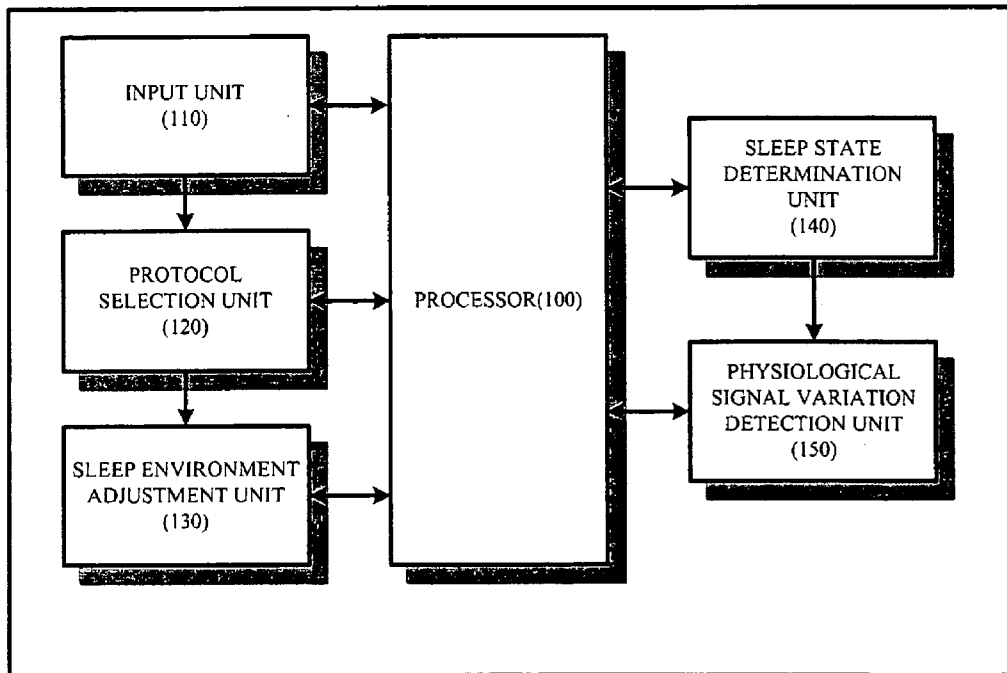 INPUT UNIT
(110)
PROTOCOL
SELECTION UNIT
(120)
SLEEP ENVIRONMENT
ADJUSTMENT UNIT
(130)
PROCESSOR(100)
SLEEP STATE
DETERMINATION
UNIT
(140)
PHYSIOLOGICAL
SIGNAL VARIATION
DETECTION UNIT
(150)